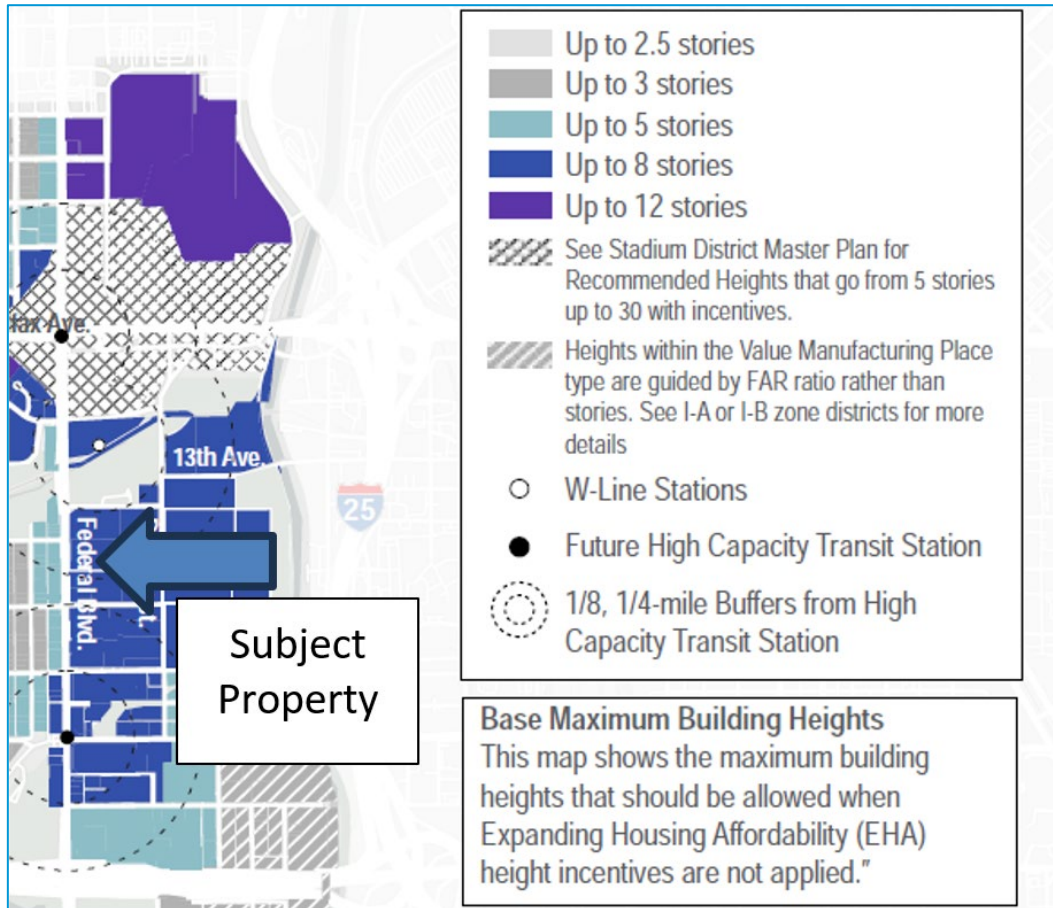 Up to 2.5 stories
Up to 3 stories
Up to 5 stories
Up to 8 stories
Up to 12 stories
See Stadium District Master Plan for
Recommended Heights that go from 5 stories
up to 30 with incentives.
Heights within the Value Manufacturing Place
type are guided by FAR ratio rather than
stories. See I-A or I-B zone districts for more
details
W-Line Stations
Future High Capacity Transit Station
1/8, 1/4-mile Buffers from High
Capacity Transit Station
Base Maximum Building Heights
This map shows the maximum building
heights that should be allowed when
Expanding Housing Affordability (EHA)
height incentives are not applied.”
lfax Ave.
13th Ave.
25
Federal Blvd.
t.
Subject
Property